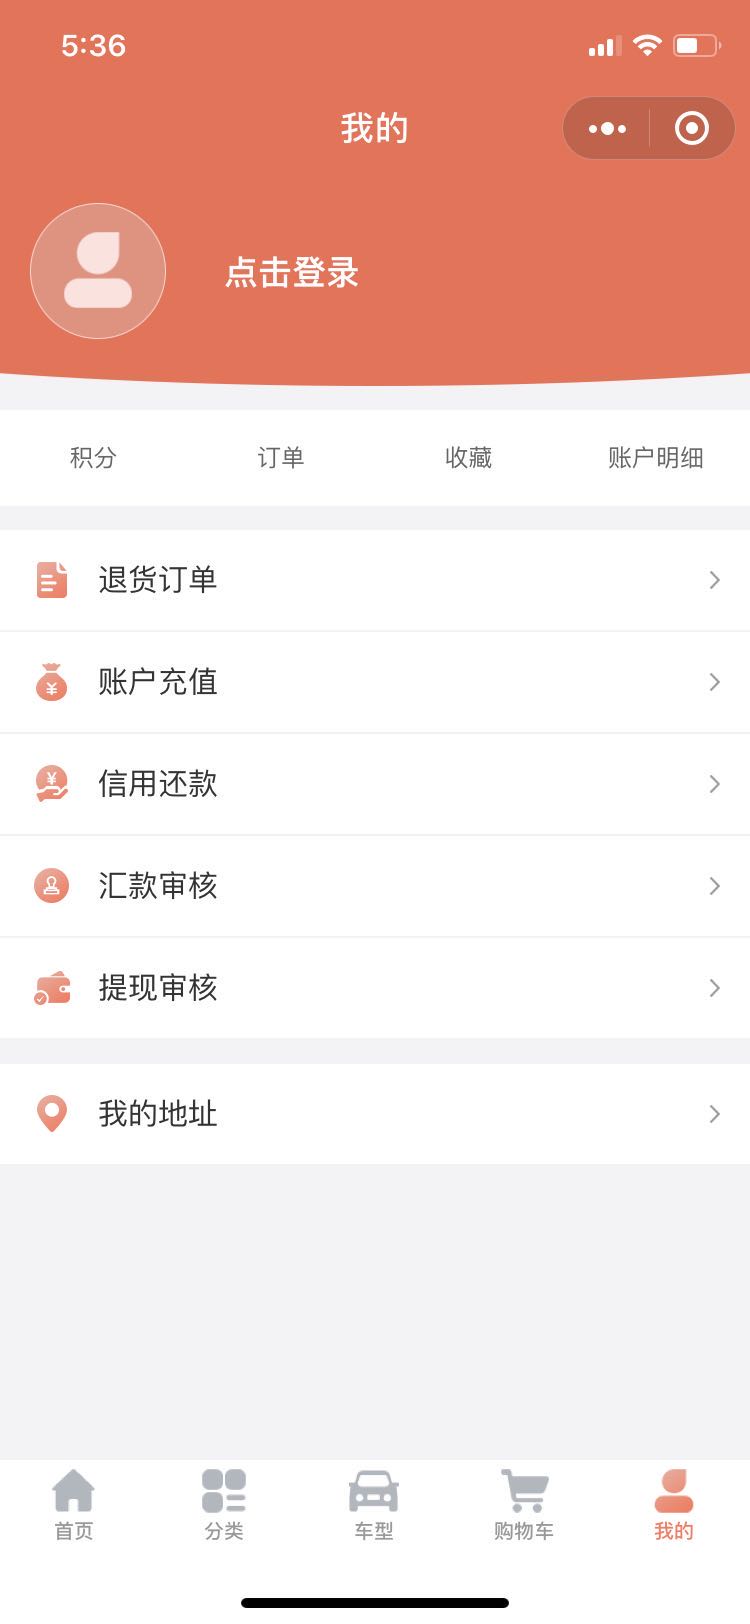 5:36
我的
点击登录
积分 订单 收藏 账户明细
退货订单
账户充值
信用还款
汇款审核
提现审核
我的地址
首页 分类 车型 购物车 我的